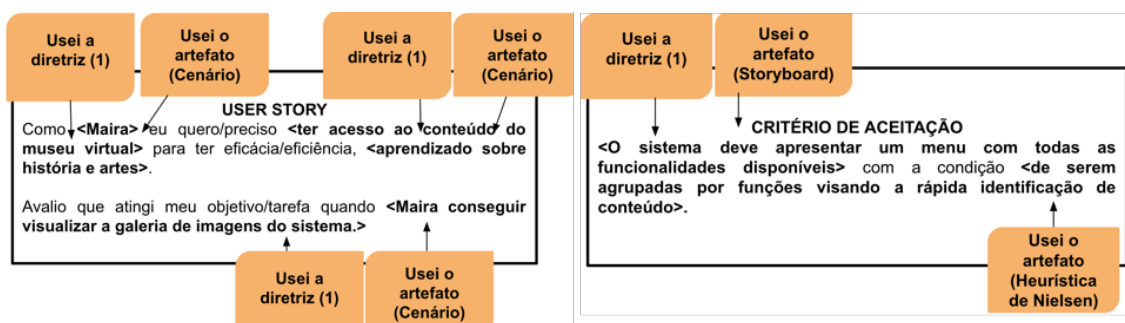 Usei a
diretriz (1)
Usei o
artefato
(Cenário)
Usei a
diretriz (1)
Usei o
artefato
(Cenário)
USER STORY
Como <Maira> eu quero/preciso <ter acesso ao conteúdo do
museu virtual> para ter eficácia/eficiência, <aprendizado sobre
história e artes>.
Avalio que atingi meu objetivo/tarefa quando <Maira conseguir
visualizar a galeria de imagens do sistema.>
Usei a
diretriz (1)
Usei o
artefato
(Cenário)
Usei a
diretriz (1)
Usei o
artefato
(Storyboard)
CRITÉRIO DE ACEITAÇÃO
<O sistema deve apresentar um menu com todas as
funcionalidades disponíveis> com a condição <de serem
agrupadas por funções visando a rápida identificação de
conteúdo>.
Usei o
artefato
(Heurística
de Nielsen)